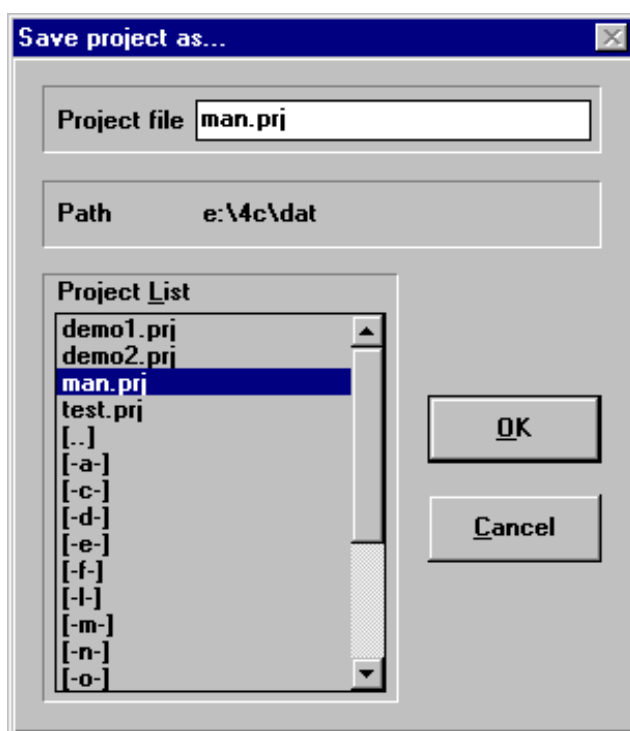 Save project as...
Project file man.prj
Path e:\4c\dat
Project List
demo1.prj
demo2.prj
man.prj
test.prj
[..]
[-a-]
[-c-]
[-d-]
[-e-]
[-f-]
[-l-]
[-m-]
[-n-]
[-o-]
OK
Cancel